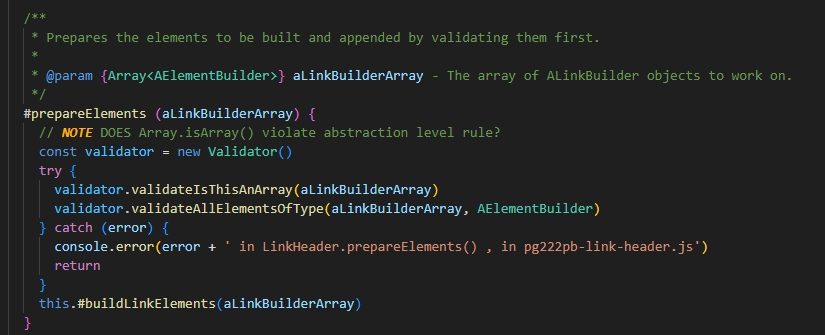 /**
 * Prepares the elements to be built and appended by validating them first.
 *
 * @param {Array<AElementBuilder>} aLinkBuilderArray - The array of ALinkBuilder objects to work on.
 */
#prepareElements (aLinkBuilderArray) {
  // NOTE DOES Array.isArray() violate abstraction level rule?
  const validator = new Validator()
  try {
    validator.validateIsThisAnArray(aLinkBuilderArray)
    validator.validateAllElementsOfType(aLinkBuilderArray, AElementBuilder)
  } catch (error) {
    console.error(error + ' in LinkHeader.prepareElements() , in pg222pb-link-header.js')
    return
  }
  this.#buildLinkElements(aLinkBuilderArray)
}